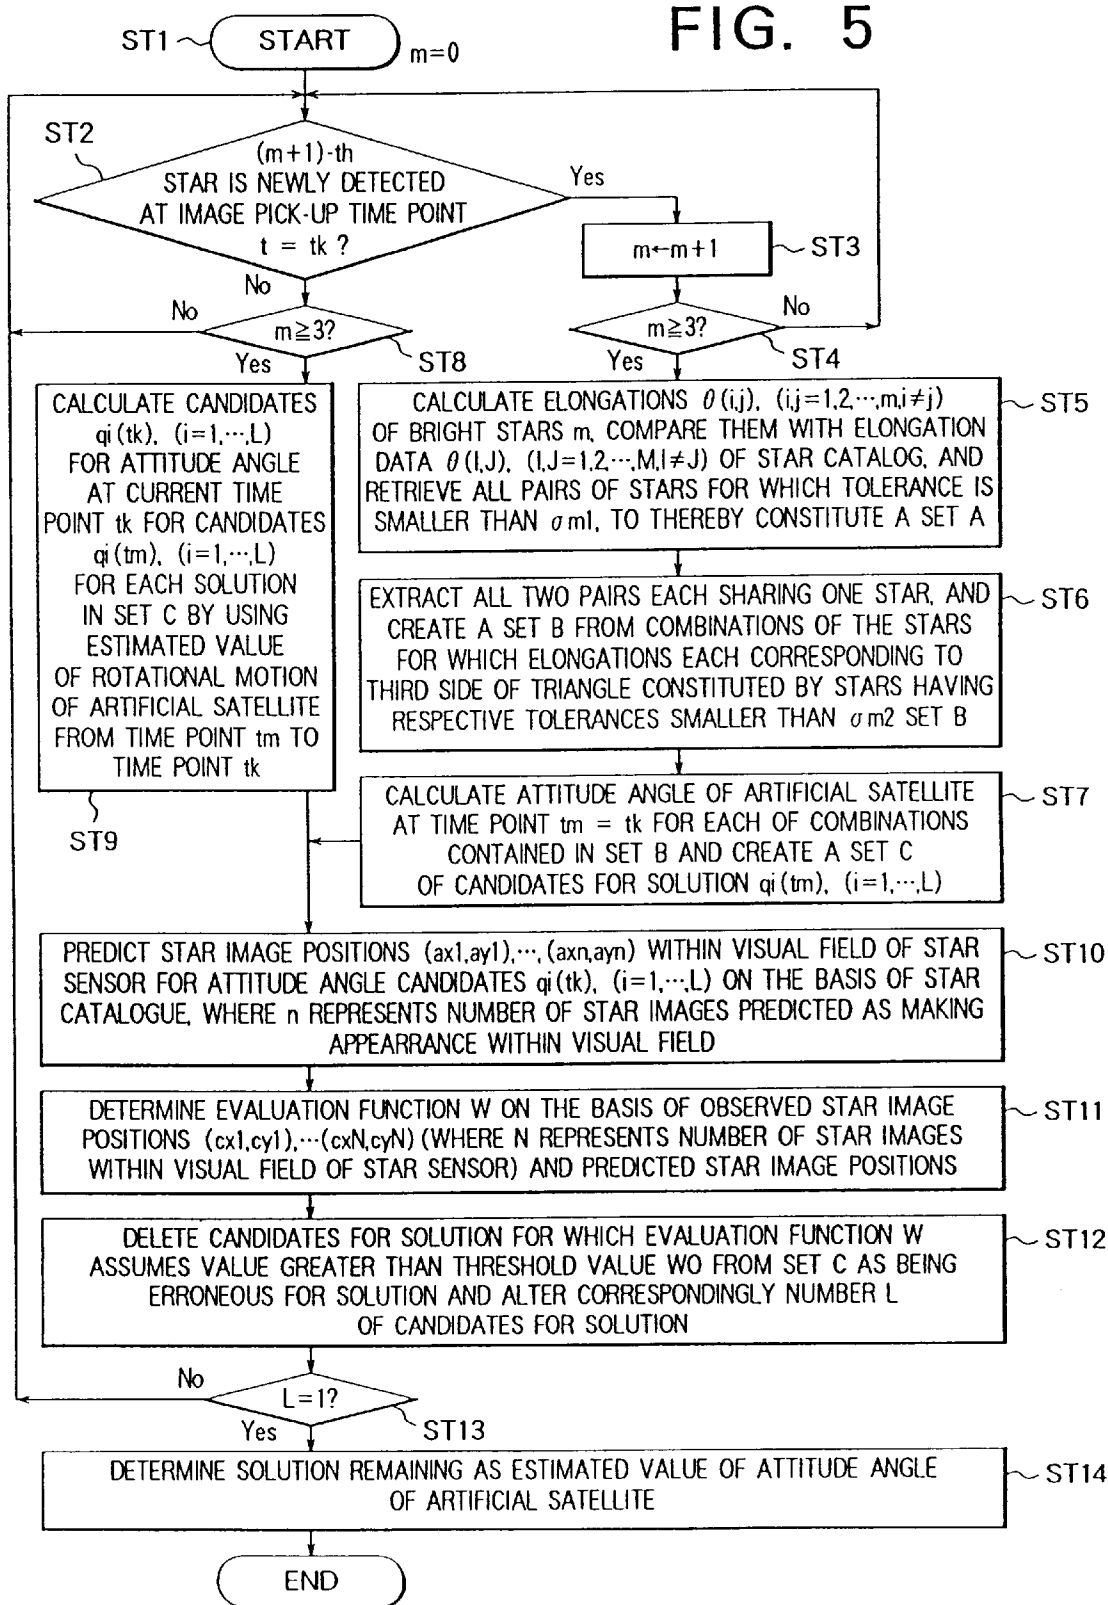 FIG. 5
ST1
START
m=0
ST2
(m+1)-th
STAR IS NEWLY DETECTED
AT IMAGE PICK-UP TIME POINT
t = tk ?
Yes
No
m←m+1
ST3
No
m≧3?
Yes
ST8
m≧3?
No
Yes
ST4
CALCULATE CANDIDATES
qi(tk), (i=1,⋯,L)
FOR ATTITUDE ANGLE
AT CURRENT TIME
POINT tk FOR CANDIDATES
qi(tm), (i=1,⋯,L)
FOR EACH SOLUTION
IN SET C BY USING
ESTIMATED VALUE
OF ROTATIONAL MOTION
OF ARTIFICIAL SATELLITE
FROM TIME POINT tm TO
TIME POINT tk
ST9
CALCULATE ELONGATIONS θ(i,j), (i,j=1,2,⋯,m,i≠j)
OF BRIGHT STARS m, COMPARE THEM WITH ELONGATION
DATA θ(I,J), (I,J=1,2,⋯,M,I≠J) OF STAR CATALOG, AND
RETRIEVE ALL PAIRS OF STARS FOR WHICH TOLERANCE IS
SMALLER THAN σm1, TO THEREBY CONSTITUTE A SET A
ST5
EXTRACT ALL TWO PAIRS EACH SHARING ONE STAR, AND
CREATE A SET B FROM COMBINATIONS OF THE STARS
FOR WHICH ELONGATIONS EACH CORRESPONDING TO
THIRD SIDE OF TRIANGLE CONSTITUTED BY STARS HAVING
RESPECTIVE TOLERANCES SMALLER THAN σm2 SET B
ST6
CALCULATE ATTITUDE ANGLE OF ARTIFICIAL SATELLITE
AT TIME POINT tm = tk FOR EACH OF COMBINATIONS
CONTAINED IN SET B AND CREATE A SET C
OF CANDIDATES FOR SOLUTION qi(tm), (i=1,⋯,L)
ST7
PREDICT STAR IMAGE POSITIONS (ax1,ay1),⋯,(axn,ayn) WITHIN VISUAL FIELD OF STAR
SENSOR FOR ATTITUDE ANGLE CANDIDATES qi(tk), (i=1,⋯,L) ON THE BASIS OF STAR
CATALOGUE, WHERE n REPRESENTS NUMBER OF STAR IMAGES PREDICTED AS MAKING
APPEARRANCE WITHIN VISUAL FIELD
ST10
DETERMINE EVALUATION FUNCTION W ON THE BASIS OF OBSERVED STAR IMAGE
POSITIONS (cx1,cy1),⋯(cxN,cyN) (WHERE N REPRESENTS NUMBER OF STAR IMAGES
WITHIN VISUAL FIELD OF STAR SENSOR) AND PREDICTED STAR IMAGE POSITIONS
ST11
DELETE CANDIDATES FOR SOLUTION FOR WHICH EVALUATION FUNCTION W
ASSUMES VALUE GREATER THAN THRESHOLD VALUE WO FROM SET C AS BEING
ERRONEOUS FOR SOLUTION AND ALTER CORRESPONDINGLY NUMBER L
OF CANDIDATES FOR SOLUTION
ST12
No
L=1?
Yes
ST13
DETERMINE SOLUTION REMAINING AS ESTIMATED VALUE OF ATTITUDE ANGLE
OF ARTIFICIAL SATELLITE
ST14
END